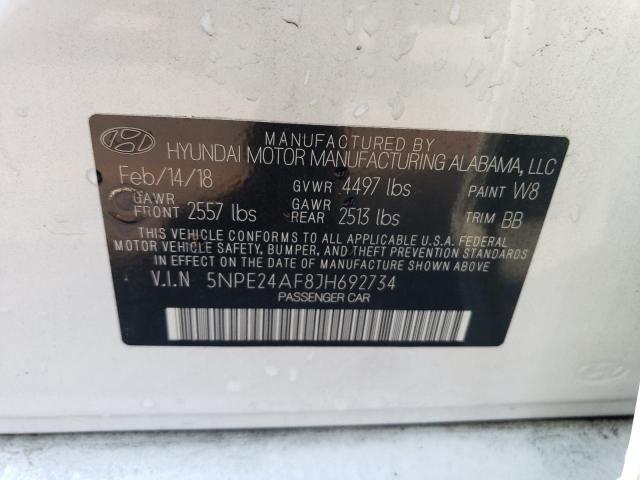 MANUFACTURED BY
HYUNDAI MOTOR MANUFACTURING ALABAMA, LLC
Feb/14/18 GVWR 4497 lbs PAINT W8
GAWR FRONT 2557 lbs GAWR REAR 2513 lbs TRIM BB
THIS VEHICLE CONFORMS TO ALL APPLICABLE U.S.A. FEDERAL
MOTOR VEHICLE SAFETY, BUMPER, AND THEFT PREVENTION STANDARDS
IN EFFECT ON THE DATE OF MANUFACTURE SHOWN ABOVE.
V.I.N 5NPE24AF8JH692734
PASSENGER CAR